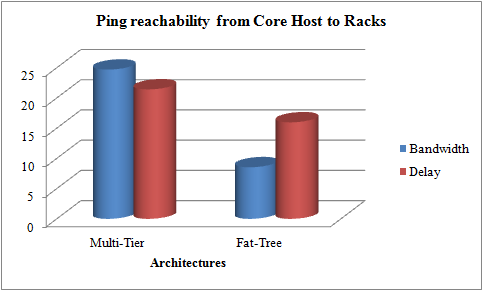 Ping reachability from Core Host to Racks
25
20
15
10
5
0
Multi-Tier Fat-Tree
Architectures
Bandwidth
Delay